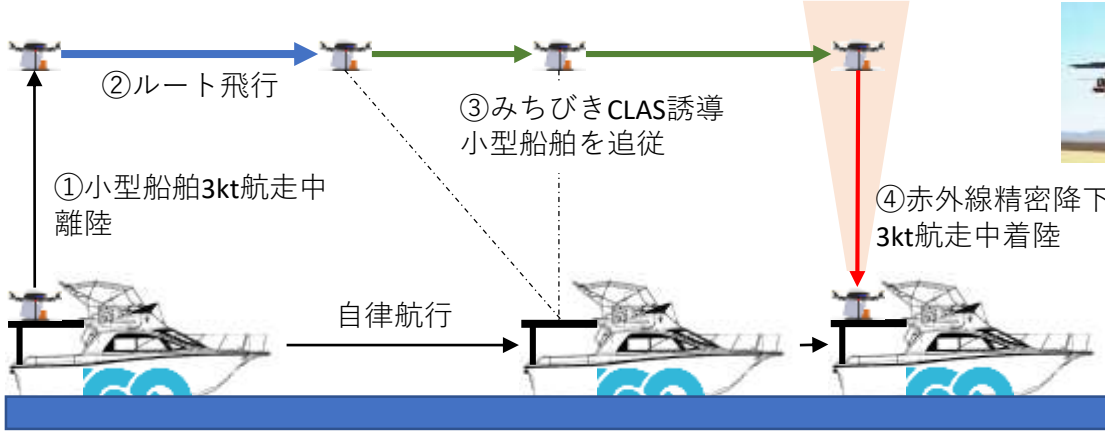 ②ルート飛行
③みちびきCLAS誘導
小型船舶を追従
①小型船舶3kt航走中
離陸
④赤外線精密降下
3kt航走中着陸
自律航行